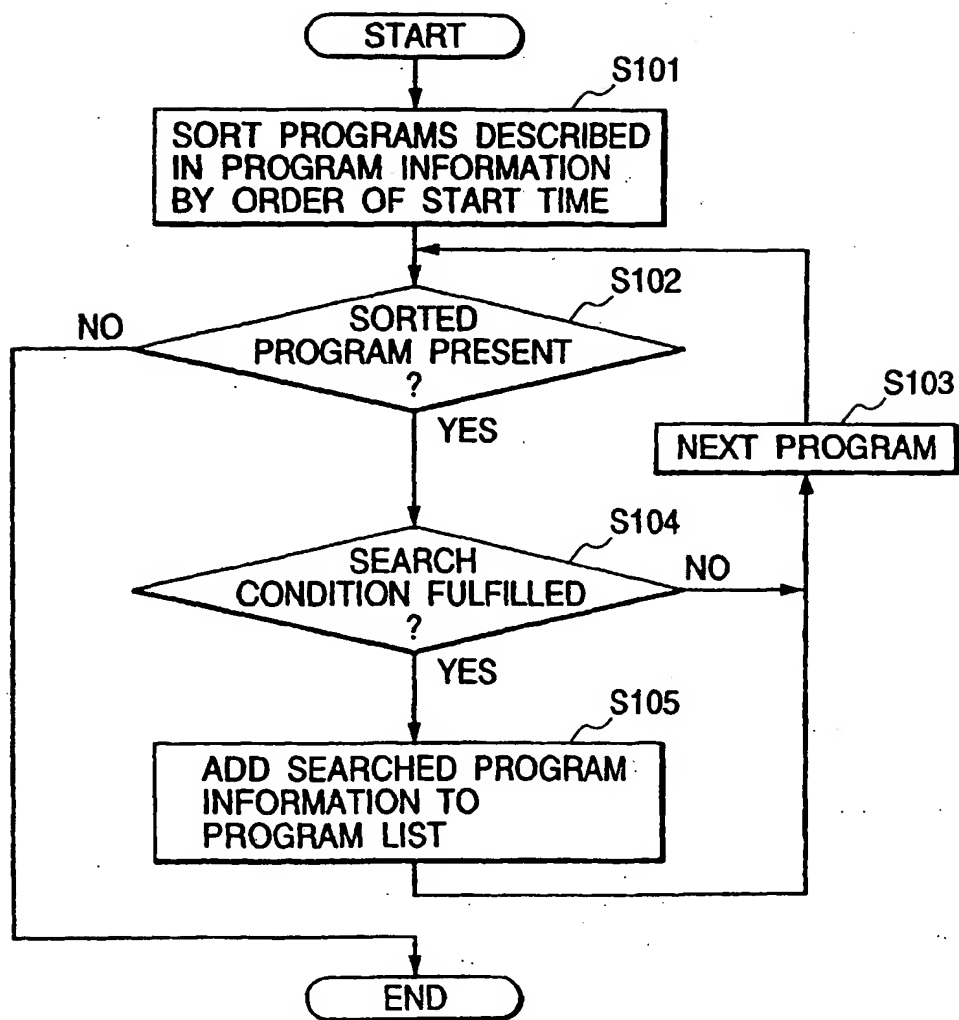 START
S101
SORT PROGRAMS DESCRIBED
IN PROGRAM INFORMATION
BY ORDER OF START TIME
S102
NO
SORTED
PROGRAM PRESENT
?
YES
S103
NEXT PROGRAM
S104
SEARCH
CONDITION FULFILLED
?
NO
YES
S105
ADD SEARCHED PROGRAM
INFORMATION TO
PROGRAM LIST
END